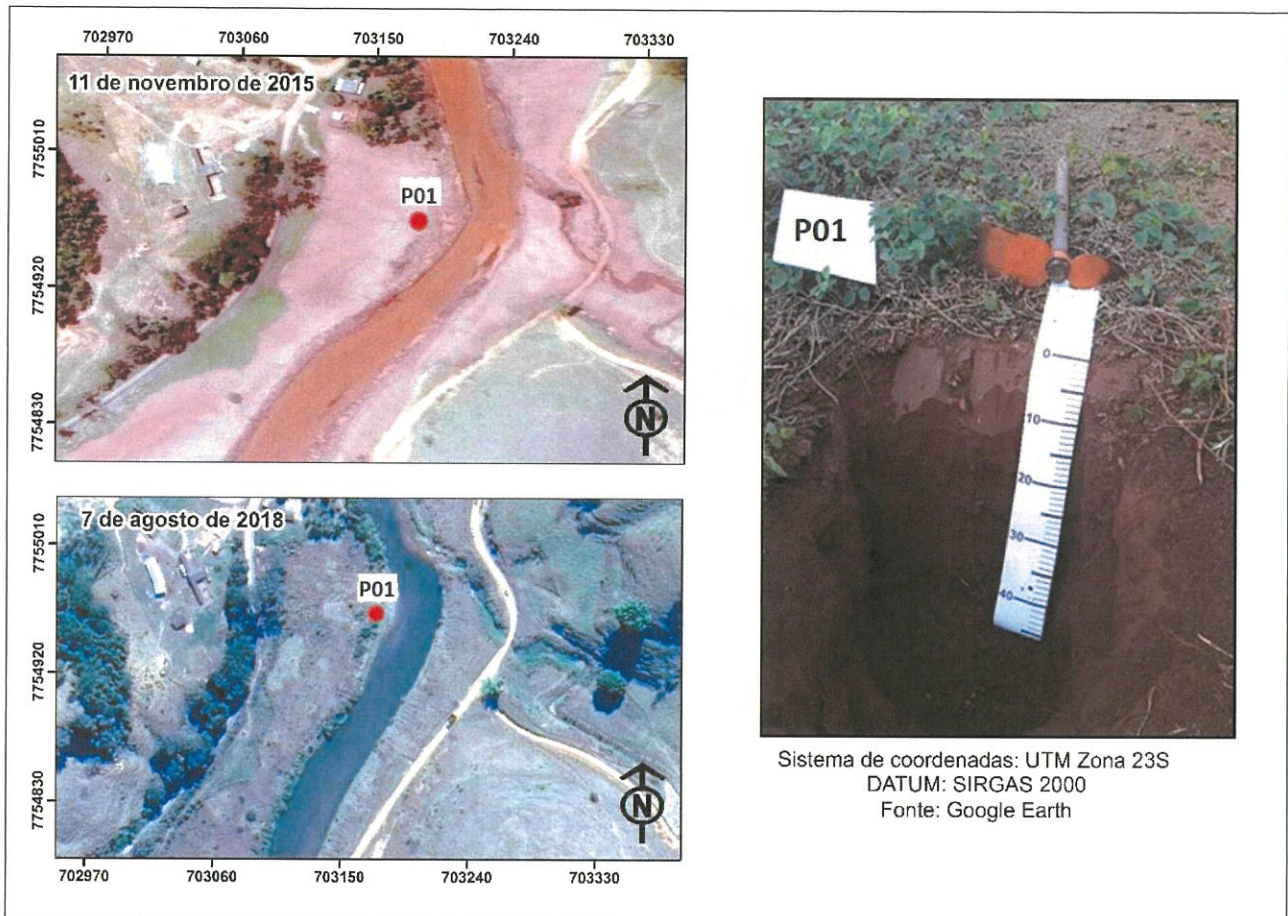 702970 703060 703150 703240 703330
11 de novembro de 2015
7755010
P01
7754920
7754830
N
7 de agosto de 2018
7755010
P01
7754920
7754830
N
702970 703060 703150 703240 703330
P01
0
10
20
30
40
Sistema de coordenadas: UTM Zona 23S
DATUM: SIRGAS 2000
Fonte: Google Earth